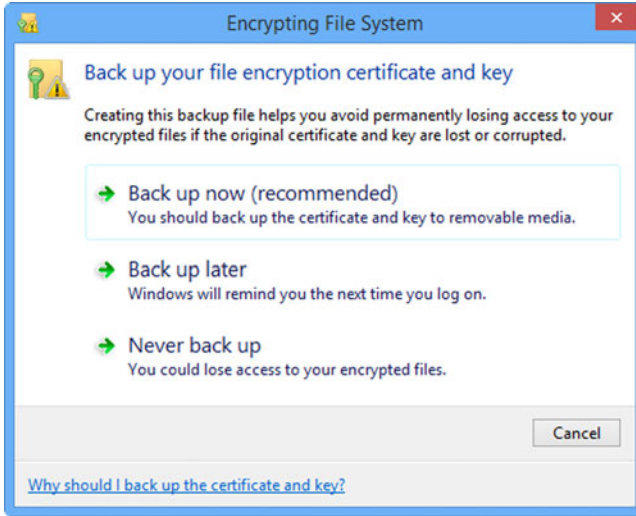 Encrypting File System
Back up your file encryption certificate and key
Creating this backup file helps you avoid permanently losing access to your
encrypted files if the original certificate and key are lost or corrupted.
Back up now (recommended)
You should back up the certificate and key to removable media.
Back up later
Windows will remind you the next time you log on.
Never back up
You could lose access to your encrypted files.
Cancel
Why should I back up the certificate and key?